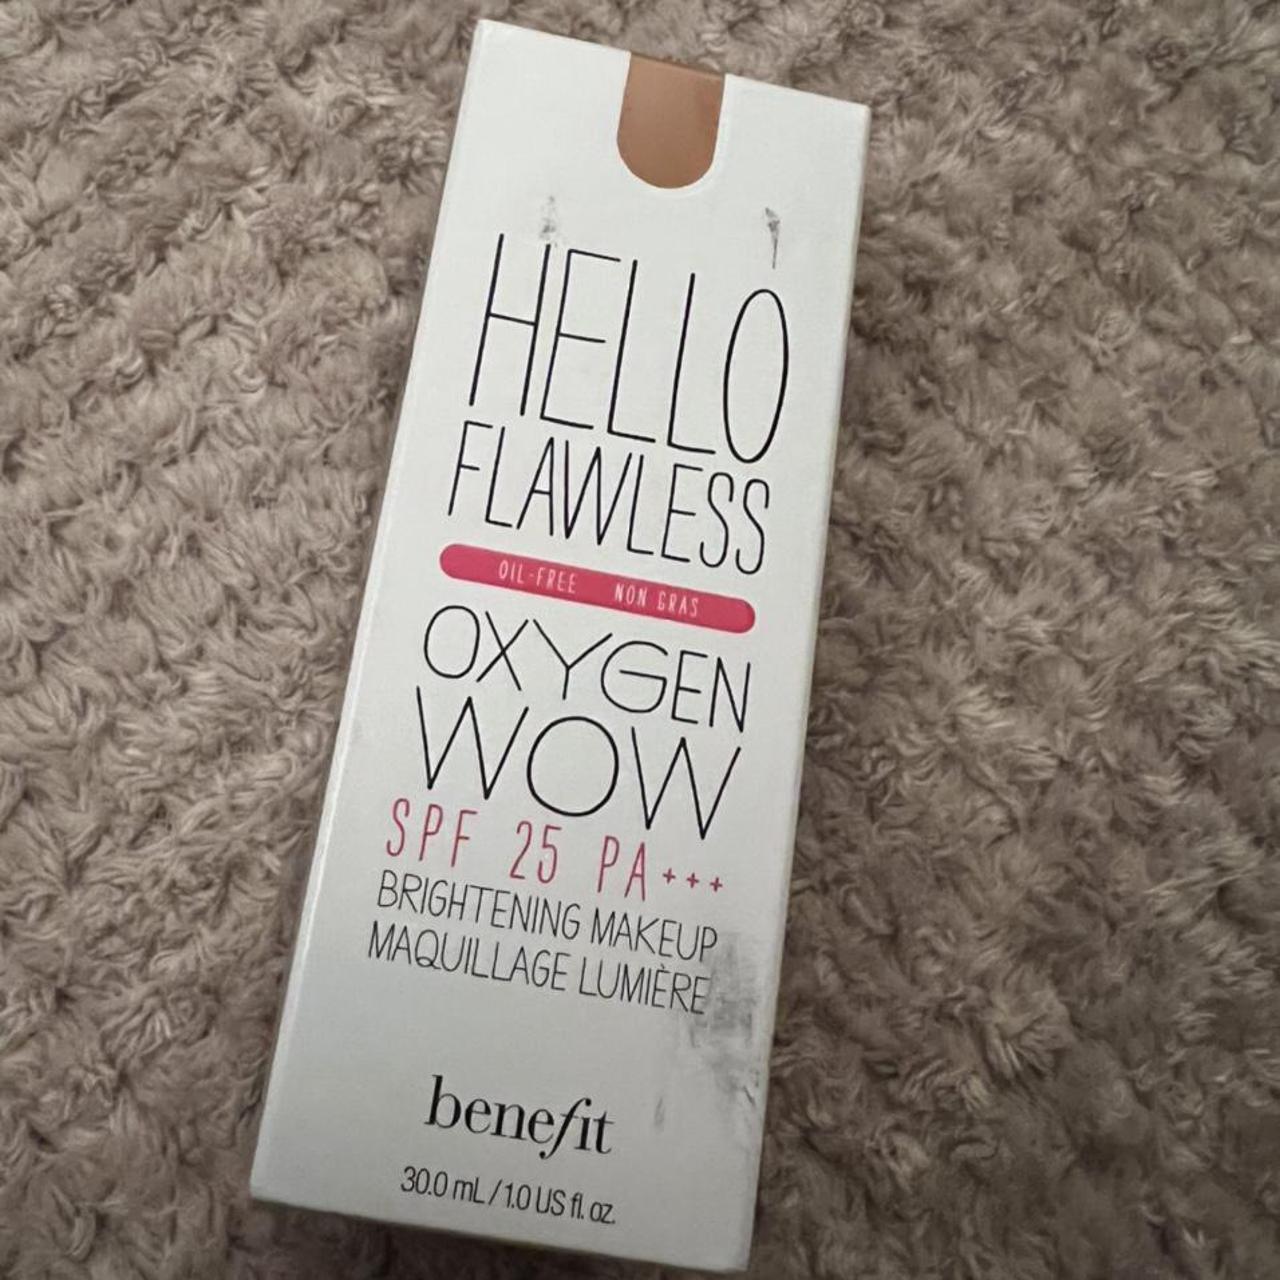 HELLO
FLAWLESS
OIL-FREE NON GRAS
OXYGEN
WOW
SPF 25 PA+++
BRIGHTENING MAKEUP
MAQUILLAGE LUMIÈRE
benefit
30.0 mL / 1.0 US fl. oz.